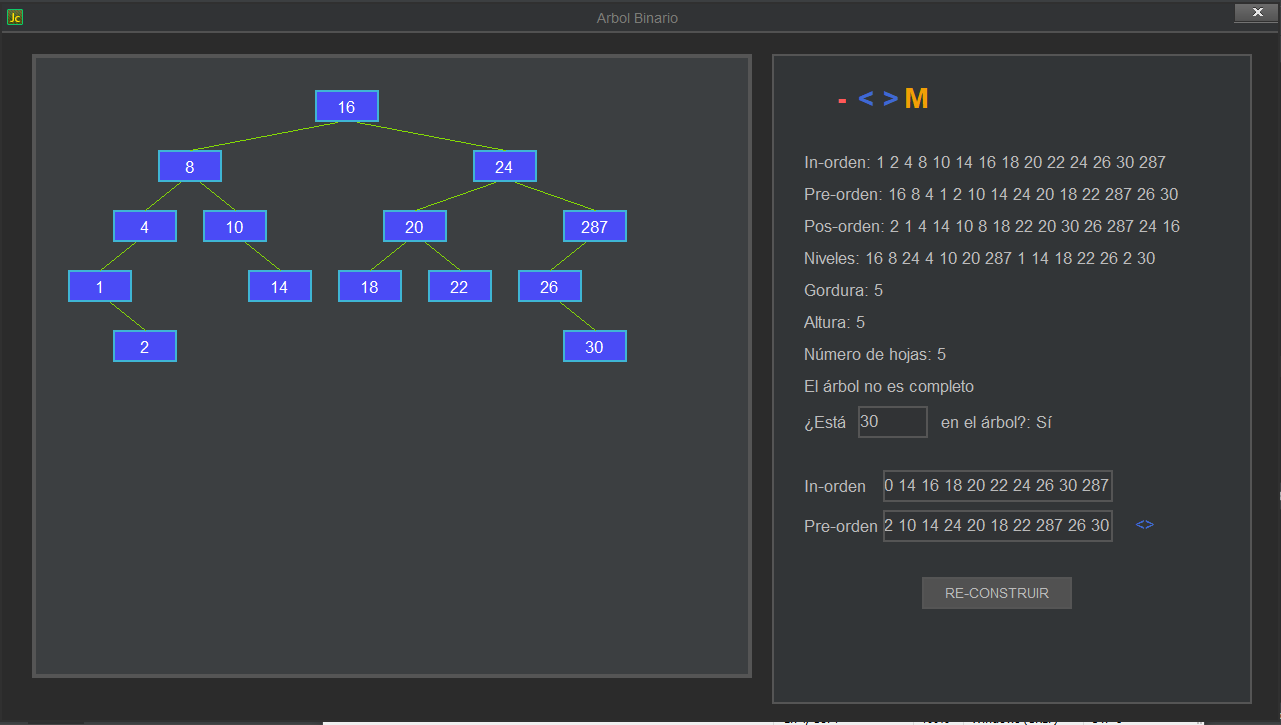 Jc Arbol Binario ✕
16
8 24
4 10 20 287
1 14 18 22 26
2 30
- < > M
In-orden: 1 2 4 8 10 14 16 18 20 22 24 26 30 287
Pre-orden: 16 8 4 1 2 10 14 24 20 18 22 287 26 30
Pos-orden: 2 1 4 14 10 8 18 22 20 30 26 287 24 16
Niveles: 16 8 24 4 10 20 287 1 14 18 22 26 2 30
Gordura: 5
Altura: 5
Número de hojas: 5
El árbol no es completo
¿Está 30 en el árbol?: Sí
In-orden 0 14 16 18 20 22 24 26 30 287
Pre-orden 2 10 14 24 20 18 22 287 26 30 <>
RE-CONSTRUIR